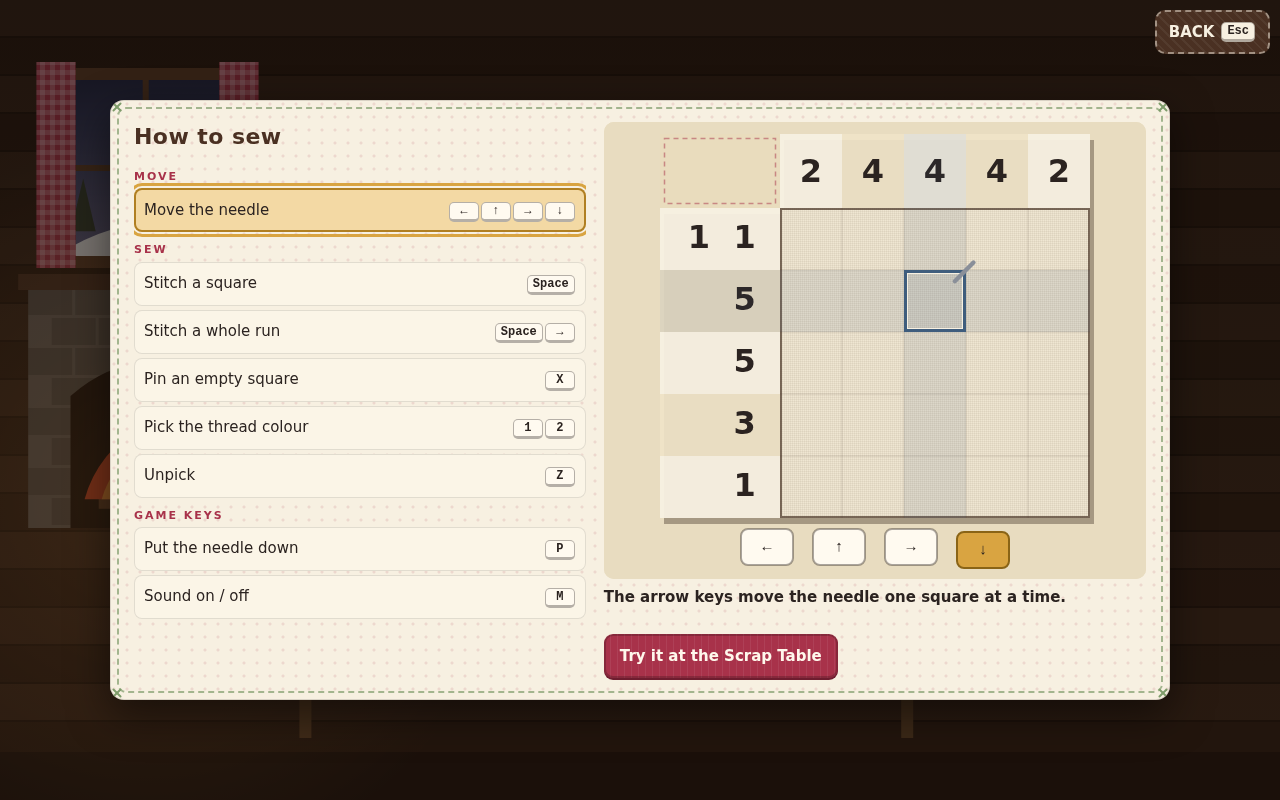 BACK Esc
How to sew
MOVE
Move the needle ← ↑ → ↓
SEW
Stitch a square Space
Stitch a whole run Space →
Pin an empty square X
Pick the thread colour 1 2
Unpick Z
GAME KEYS
Put the needle down P
Sound on / off M
2 4 4 4 2
1 1
5
5
3
1
← ↑ → ↓
The arrow keys move the needle one square at a time.
Try it at the Scrap Table